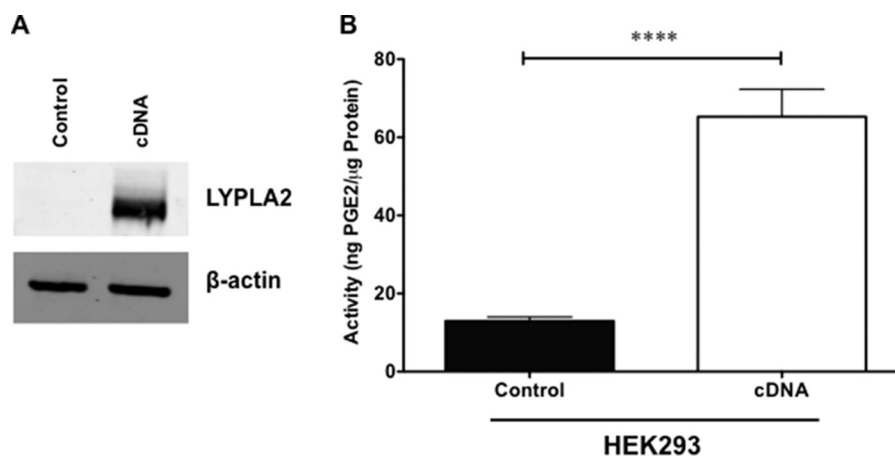 A
Control
cDNA
LYPLA2
β-actin
B
****
Activity (ng PGE2/µg Protein)
80
60
40
20
0
Control
cDNA
HEK293